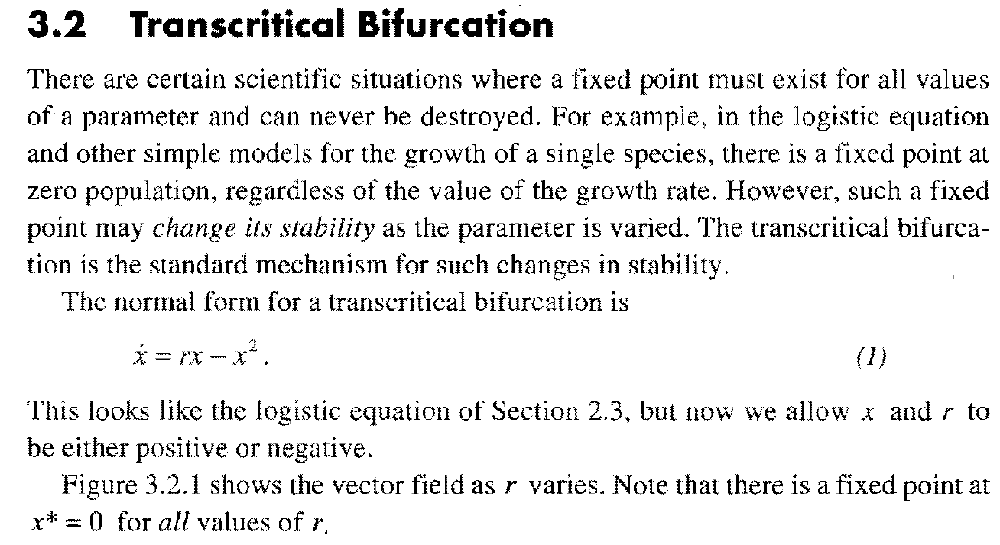 3.2 Transcritical Bifurcation
There are certain scientific situations where a fixed point must exist for all values
of a parameter and can never be destroyed. For example, in the logistic equation
and other simple models for the growth of a single species, there is a fixed point at
zero population, regardless of the value of the growth rate. However, such a fixed
point may change its stability as the parameter is varied. The transcritical bifurca-
tion is the standard mechanism for such changes in stability.
The normal form for a transcritical bifurcation is
ẋ = rx − x². (1)
This looks like the logistic equation of Section 2.3, but now we allow x and r to
be either positive or negative.
Figure 3.2.1 shows the vector field as r varies. Note that there is a fixed point at
x* = 0 for all values of r.